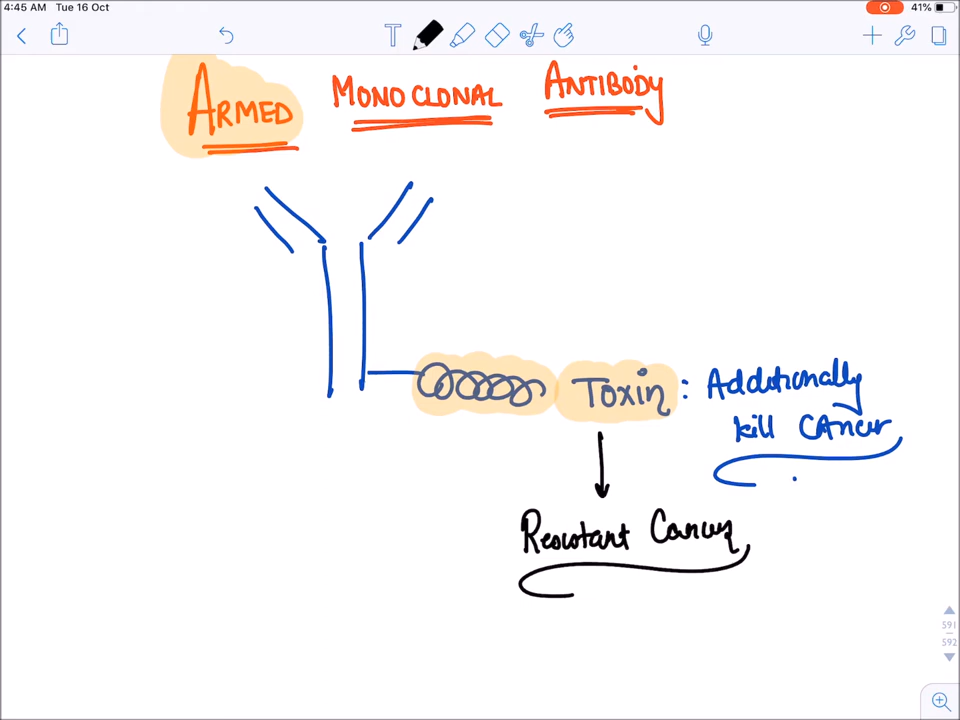 4:45 AM Tue 16 Oct
41%
T
ARMED MONOCLONAL ANTIBODY
Toxin : Additionally
kill CAncer
Resistant Cancer
591
592